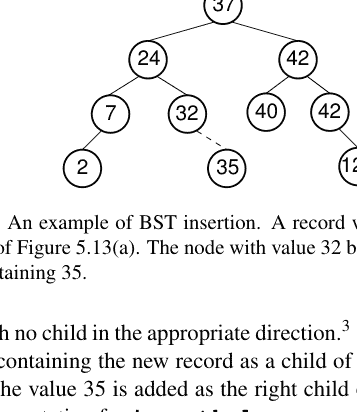 37
24 42
7 32 40 42
2 35 12
An example of BST insertion. A record
of Figure 5.13(a). The node with value 32 b
taining 35.
h no child in the appropriate direction.³
containing the new record as a child of
he value 35 is added as the right child